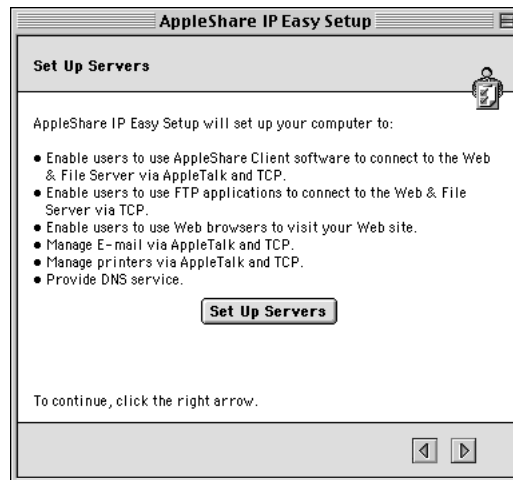 AppleShare IP Easy Setup
Set Up Servers
AppleShare IP Easy Setup will set up your computer to:
● Enable users to use AppleShare Client software to connect to the Web
& File Server via AppleTalk and TCP.
● Enable users to use FTP applications to connect to the Web & File
Server via TCP.
● Enable users to use Web browsers to visit your Web site.
● Manage E-mail via AppleTalk and TCP.
● Manage printers via AppleTalk and TCP.
● Provide DNS service.
Set Up Servers
To continue, click the right arrow.